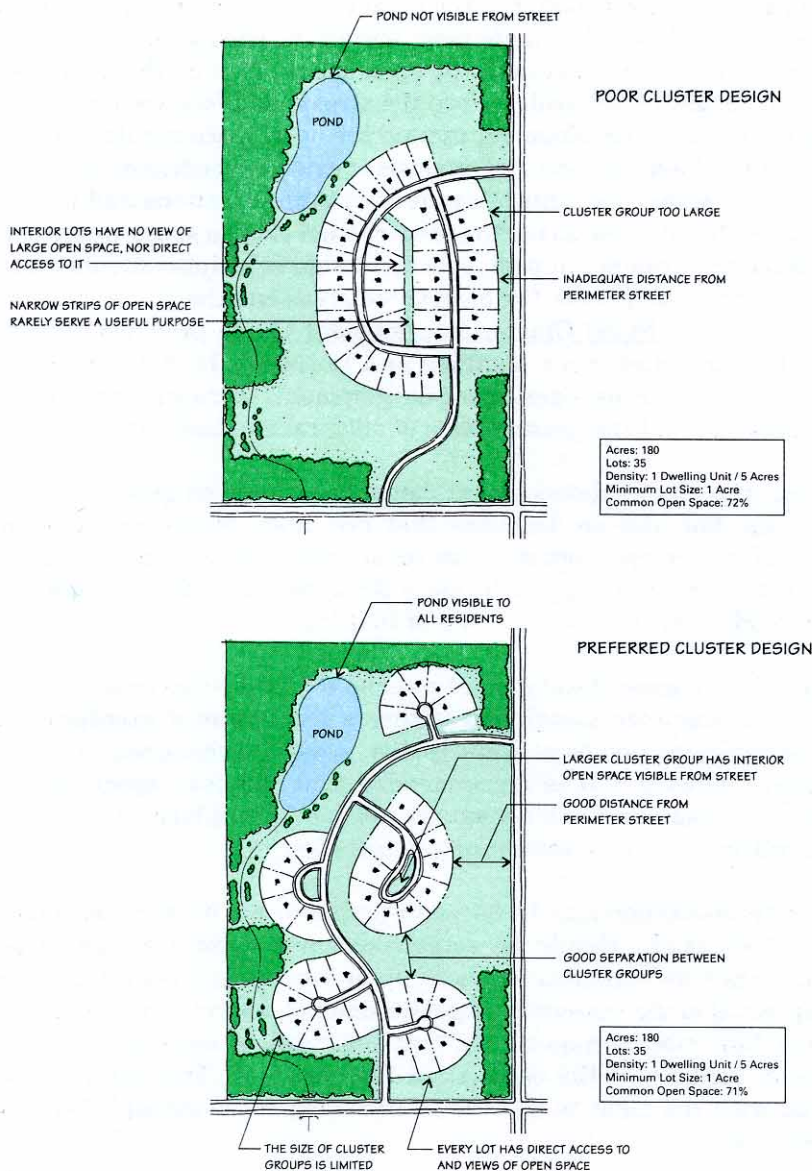 POND NOT VISIBLE FROM STREET
POOR CLUSTER DESIGN
POND
CLUSTER GROUP TOO LARGE
INTERIOR LOTS HAVE NO VIEW OF
LARGE OPEN SPACE, NOR DIRECT
ACCESS TO IT
INADEQUATE DISTANCE FROM
PERIMETER STREET
NARROW STRIPS OF OPEN SPACE
RARELY SERVE A USEFUL PURPOSE
Acres: 180
Lots: 35
Density: 1 Dwelling Unit / 5 Acres
Minimum Lot Size: 1 Acre
Common Open Space: 72%
POND VISIBLE TO
ALL RESIDENTS
PREFERRED CLUSTER DESIGN
POND
LARGER CLUSTER GROUP HAS INTERIOR
OPEN SPACE VISIBLE FROM STREET
GOOD DISTANCE FROM
PERIMETER STREET
GOOD SEPARATION BETWEEN
CLUSTER GROUPS
Acres: 180
Lots: 35
Density: 1 Dwelling Unit / 5 Acres
Minimum Lot Size: 1 Acre
Common Open Space: 71%
THE SIZE OF CLUSTER
GROUPS IS LIMITED
EVERY LOT HAS DIRECT ACCESS TO
AND VIEWS OF OPEN SPACE